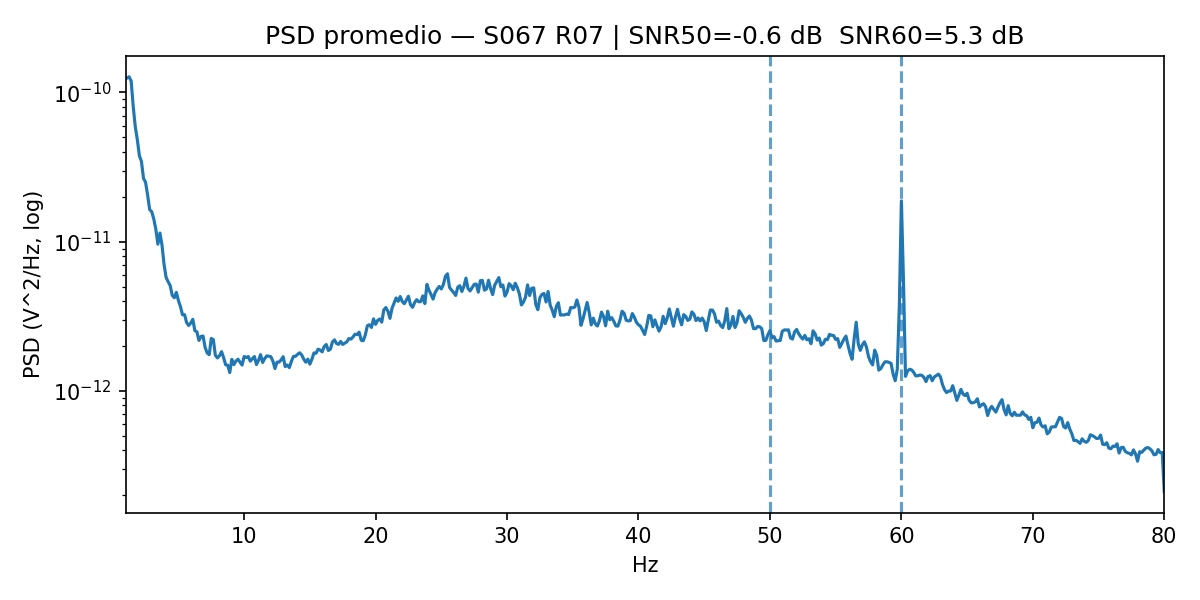 PSD promedio — S067 R07 | SNR50=-0.6 dB  SNR60=5.3 dB
PSD (V^2/Hz, log)
10⁻¹⁰
10⁻¹¹
10⁻¹²
10 20 30 40 50 60 70 80
Hz